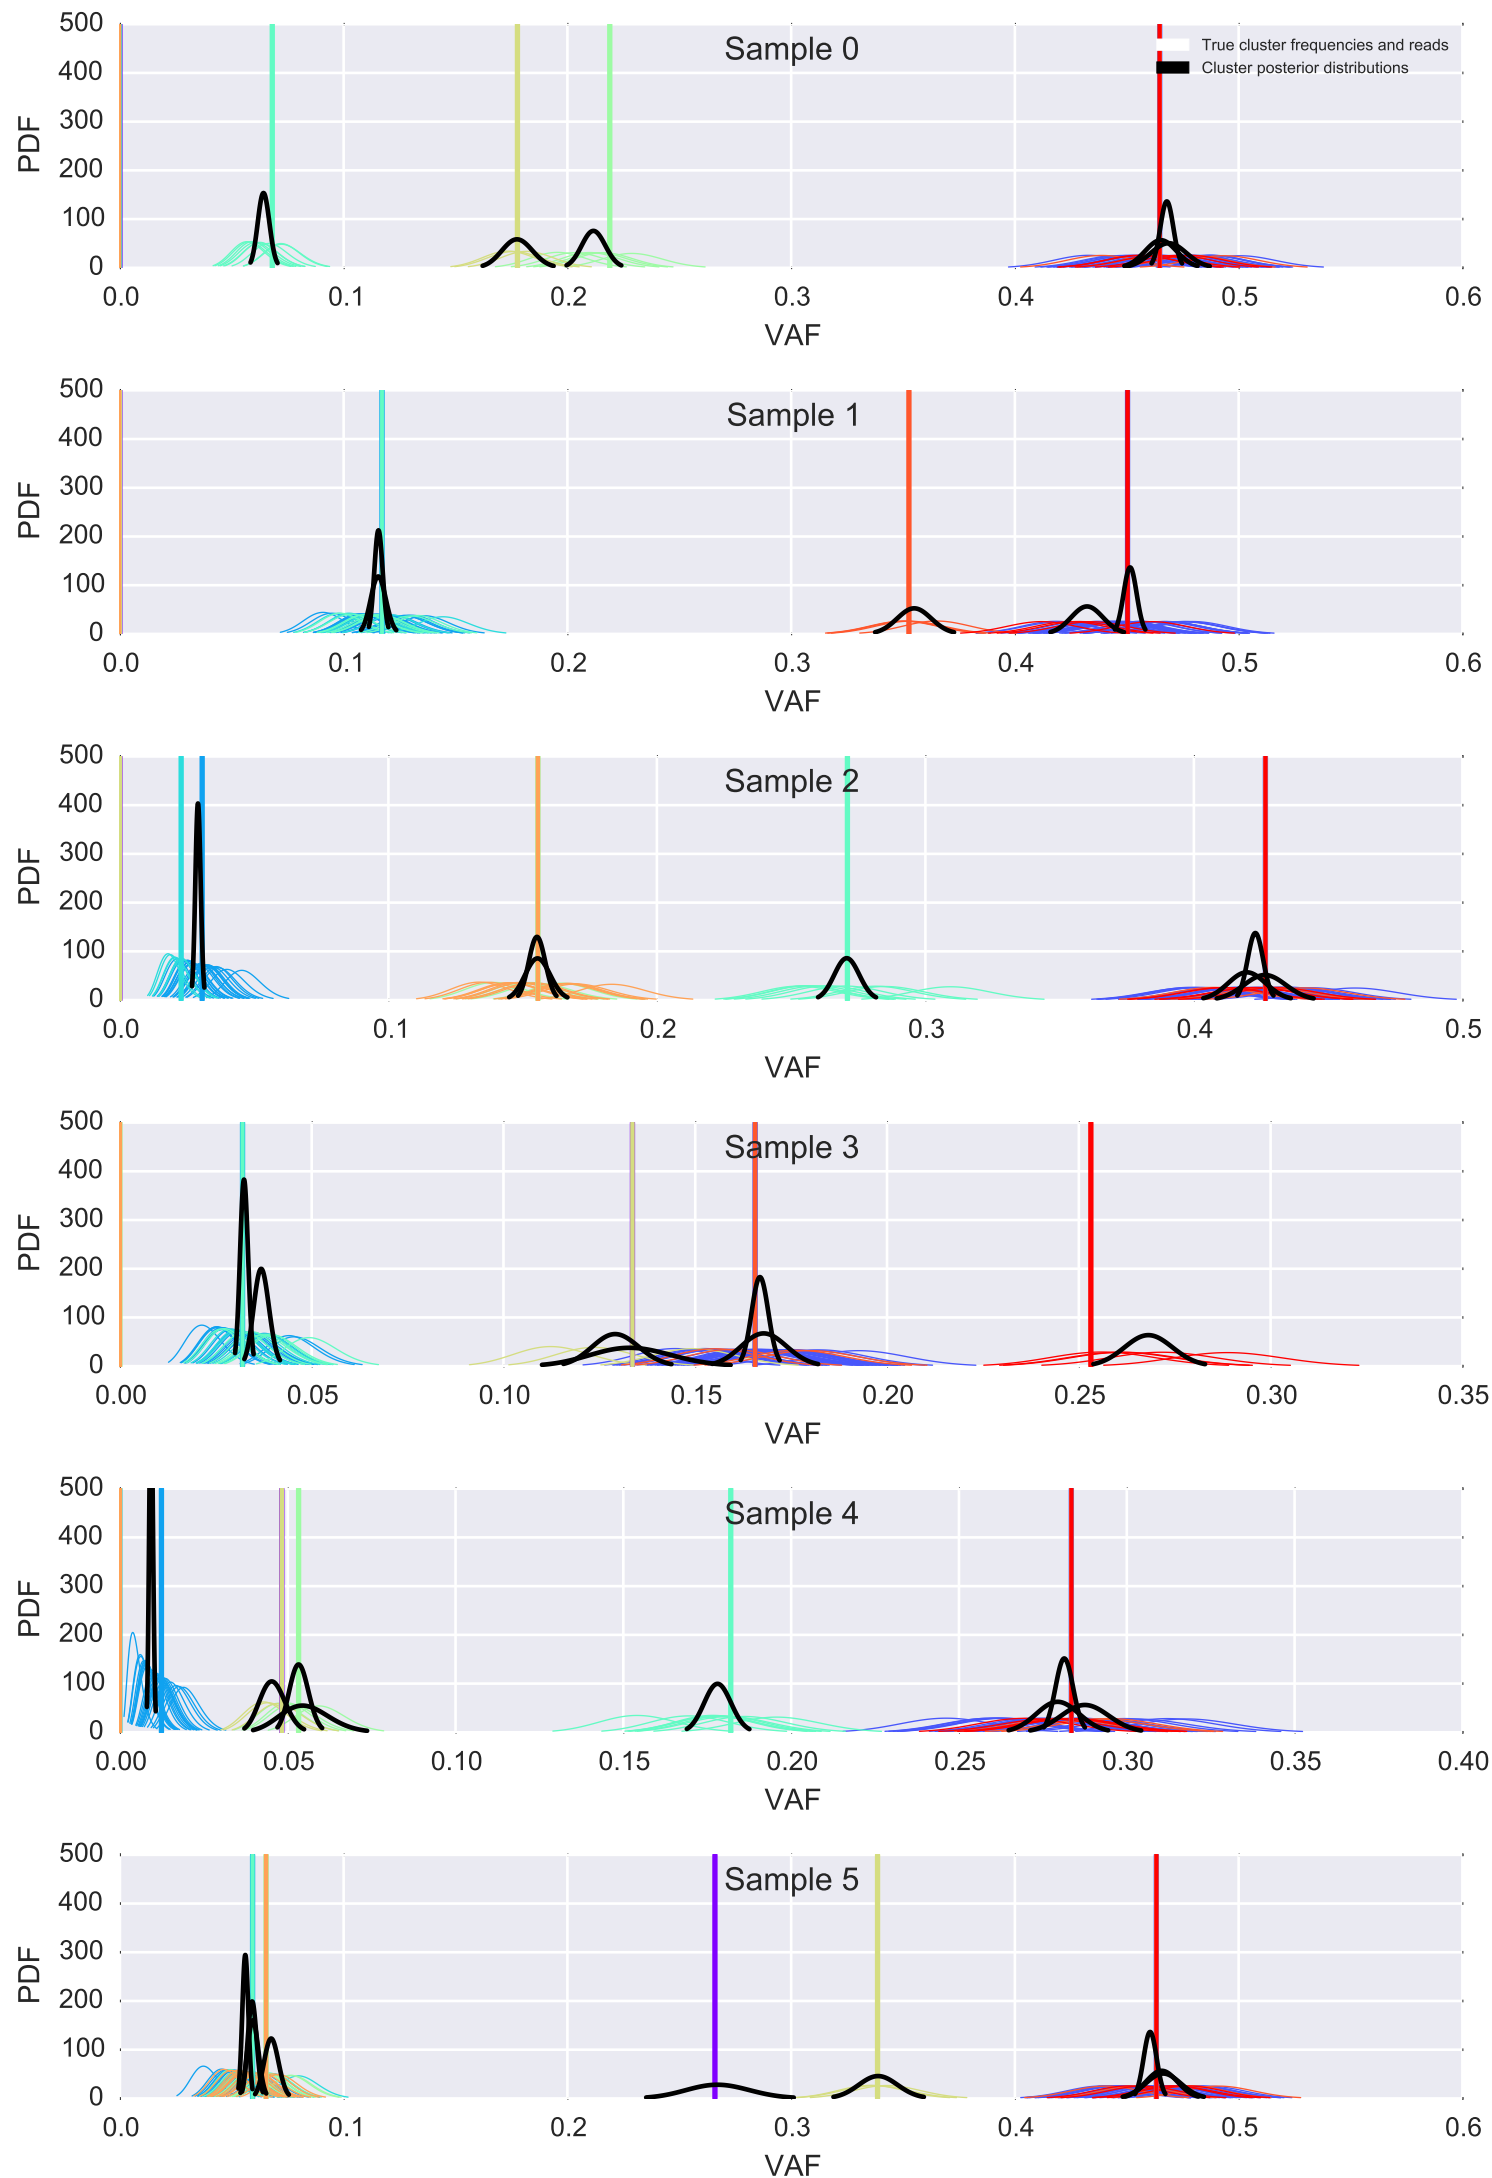 Sample 0
True cluster frequencies and reads
Cluster posterior distributions
PDF
500
400
300
200
100
0
0.0 0.1 0.2 0.3 0.4 0.5 0.6
VAF
Sample 1
PDF
500
400
300
200
100
0
0.0 0.1 0.2 0.3 0.4 0.5 0.6
VAF
Sample 2
PDF
500
400
300
200
100
0
0.0 0.1 0.2 0.3 0.4 0.5
VAF
Sample 3
PDF
500
400
300
200
100
0
0.00 0.05 0.10 0.15 0.20 0.25 0.30 0.35
VAF
Sample 4
PDF
500
400
300
200
100
0
0.00 0.05 0.10 0.15 0.20 0.25 0.30 0.35 0.40
VAF
Sample 5
PDF
500
400
300
200
100
0
0.0 0.1 0.2 0.3 0.4 0.5 0.6
VAF